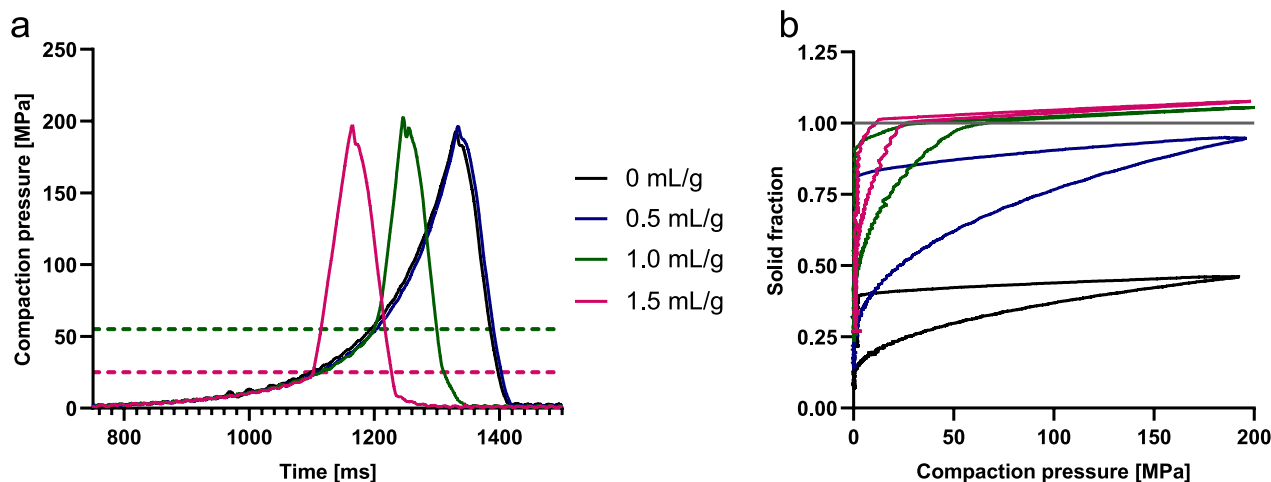 a
Compaction pressure [MPa]
250
200
150
100
50
0
800
1000
1200
1400
Time [ms]
0 mL/g
0.5 mL/g
1.0 mL/g
1.5 mL/g
b
Solid fraction
1.25
1.00
0.75
0.50
0.25
0.00
0
50
100
150
200
Compaction pressure [MPa]